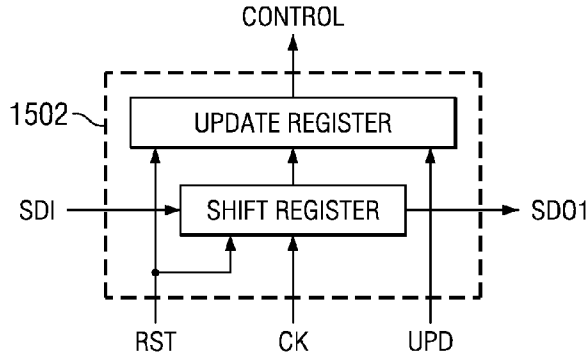 CONTROL
1502
UPDATE REGISTER
SDI
SHIFT REGISTER
SDO1
RST
CK
UPD